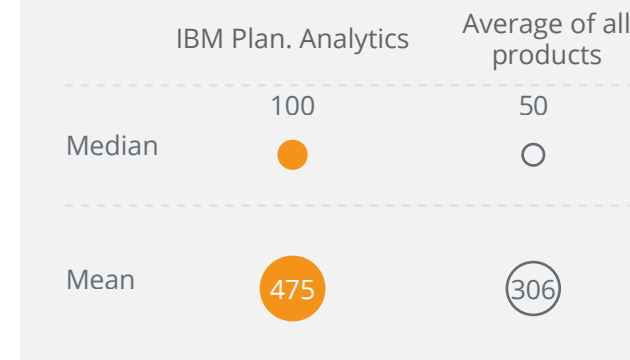 IBM Plan. Analytics
Average of all
products
100
50
Median
Mean
475
306